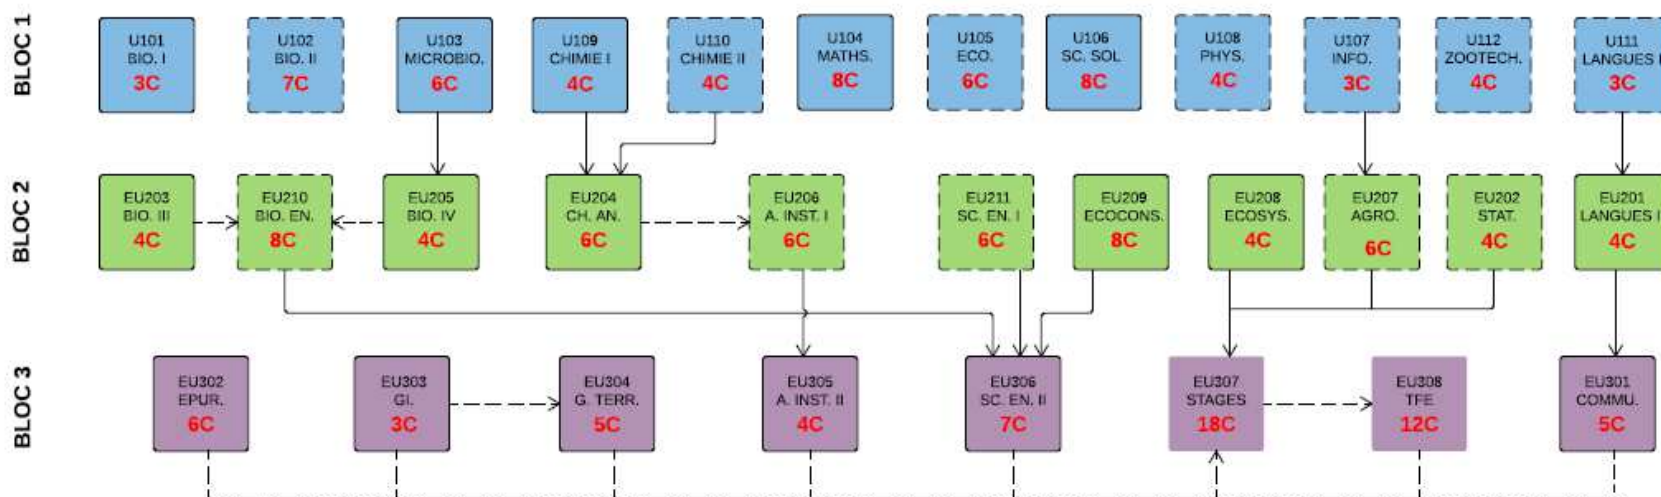 BLOC 1
U101
BIO. I
3C
U102
BIO. II
7C
U103
MICROBIO.
6C
U109
CHIMIE I
4C
U110
CHIMIE II
4C
U104
MATHS.
8C
U105
ECO.
6C
U106
SC. SOL
8C
U108
PHYS.
4C
U107
INFO.
3C
U112
ZOOTECH.
4C
U111
LANGUES I
3C
BLOC 2
EU203
BIO. III
4C
EU210
BIO. EN.
8C
EU205
BIO. IV
4C
EU204
CH. AN.
6C
EU206
A. INST. I
6C
EU211
SC. EN. I
6C
EU209
ECOCONS.
8C
EU208
ECOSYS.
4C
EU207
AGRO.
6C
EU202
STAT.
4C
EU201
LANGUES I
4C
BLOC 3
EU302
EPUR.
6C
EU303
GI.
3C
EU304
G. TERR.
5C
EU305
A. INST. II
4C
EU306
SC. EN. II
7C
EU307
STAGES
18C
EU308
TFE
12C
EU301
COMMU.
5C